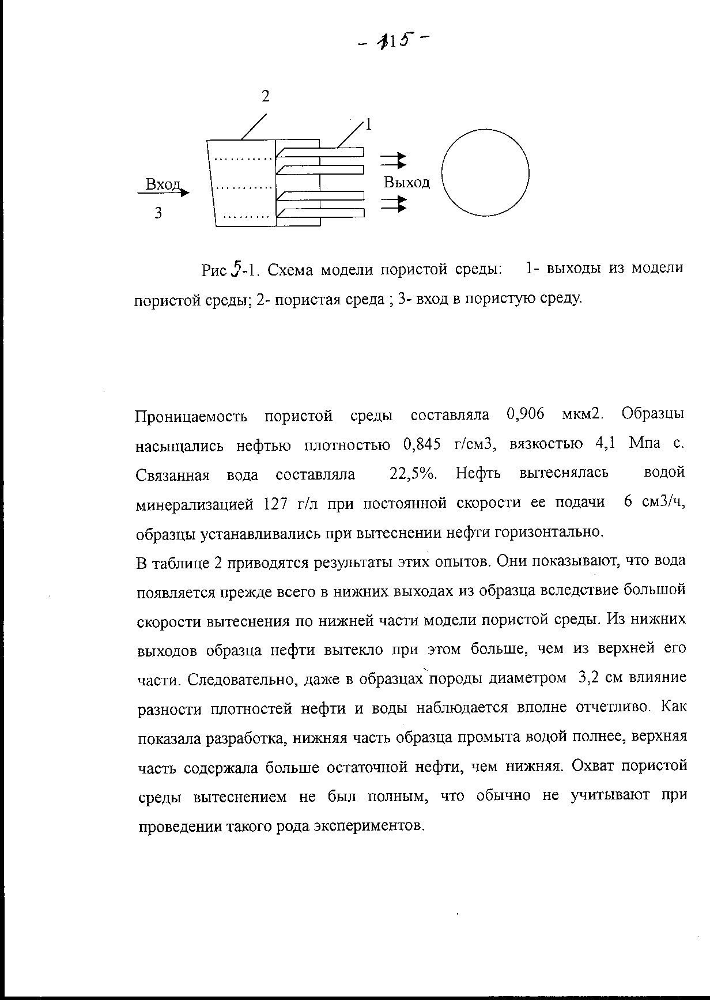 - 115 -
2
1
Вход
Выход
3
Рис 5-1. Схема модели пористой среды: 1- выходы из модели
пористой среды; 2- пористая среда ; 3- вход в пористую среду.
Проницаемость пористой среды составляла 0,906 мкм2. Образцы
насыщались нефтью плотностью 0,845 г/см3, вязкостью 4,1 Мпа с.
Связанная вода составляла 22,5%. Нефть вытеснялась водой
минерализацией 127 г/л при постоянной скорости ее подачи 6 см3/ч,
образцы устанавливались при вытеснении нефти горизонтально.
В таблице 2 приводятся результаты этих опытов. Они показывают, что вода
появляется прежде всего в нижних выходах из образца вследствие большой
скорости вытеснения по нижней части модели пористой среды. Из нижних
выходов образца нефти вытекло при этом больше, чем из верхней его
части. Следовательно, даже в образцах породы диаметром 3,2 см влияние
разности плотностей нефти и воды наблюдается вполне отчетливо. Как
показала разработка, нижняя часть образца промыта водой полнее, верхняя
часть содержала больше остаточной нефти, чем нижняя. Охват пористой
среды вытеснением не был полным, что обычно не учитывают при
проведении такого рода экспериментов.